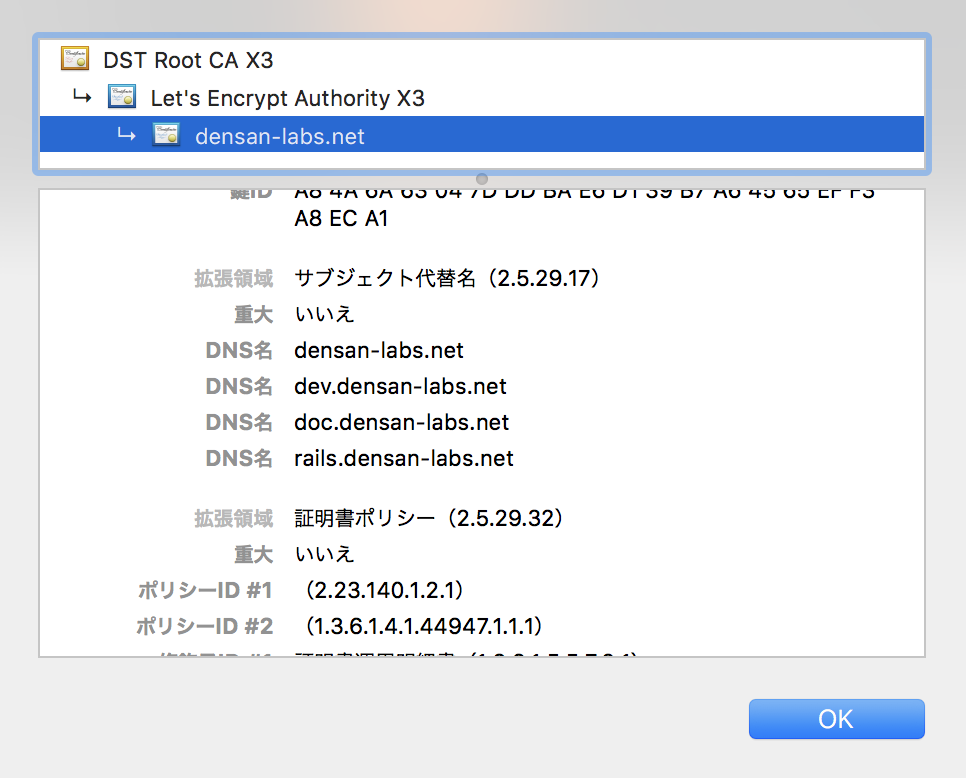 DST Root CA X3
Let's Encrypt Authority X3
densan-labs.net
鍵ID A8 4A 6A 63 04 7D DD BA E6 D1 39 B7 A6 45 65 EF F3
A8 EC A1
拡張領域 サブジェクト代替名（2.5.29.17）
重大 いいえ
DNS名 densan-labs.net
DNS名 dev.densan-labs.net
DNS名 doc.densan-labs.net
DNS名 rails.densan-labs.net
拡張領域 証明書ポリシー（2.5.29.32）
重大 いいえ
ポリシーID #1 （2.23.140.1.2.1）
ポリシーID #2 （1.3.6.1.4.1.44947.1.1.1）
OK